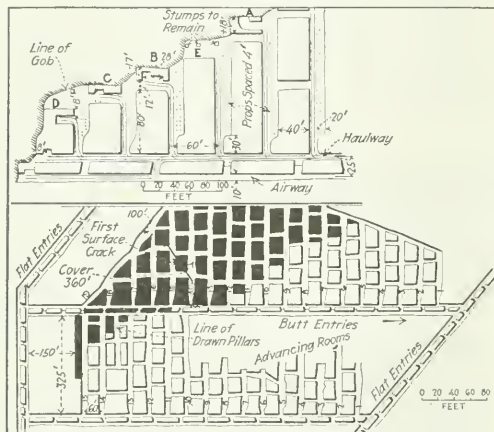 Stumps to
Remain
A
Line of
Gob
17'
28'
B
E
C
F
D
8'
12'
80'
Props Spaced 4'
60'
30'
40'
20'
Haulway
25'
0 20 40 60 80 100
FEET
10'
Airway
100'
First
Surface
Crack
Flat Entries
Cover
360'
Line of
Drawn Pillars
Butt Entries
Advancing Rooms
150'
325'
60'
Flat Entries
0 20 40 60 80
FEET